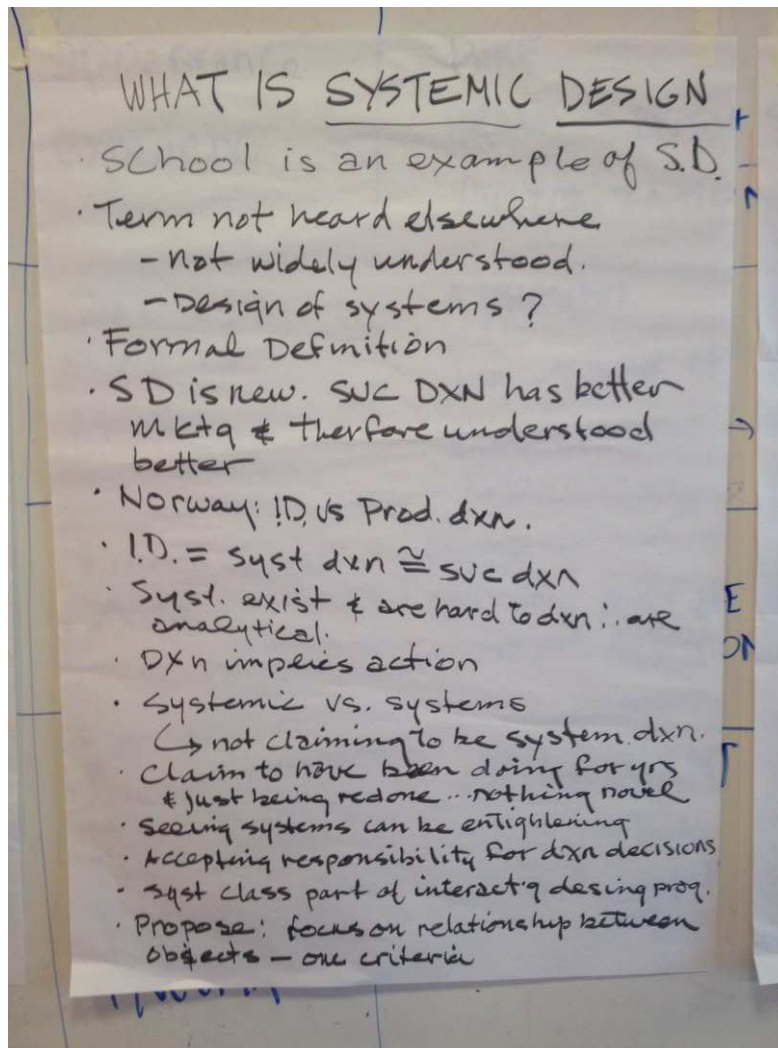 WHAT IS SYSTEMIC DESIGN
· School is an example of S.D.
· Term not heard elsewhere
- not widely understood.
- Design of systems?
· Formal Definition
· SD is new. SVC DXN has better
mktg & therfore understood
better
· Norway: I.D. vs Prod. dxn.
· I.D. = Syst dxn ≅ svc dxn
· Syst. exist & are hard to dxn ∴ are
analytical.
· Dxn implies action
· Systemic vs. systems
↳ not claiming to be system dxn.
· Claim to have been doing for yrs
& just being redone... nothing novel
· Seeing systems can be entighlening
· Accepting responsibility for dxn decisions
· Syst class part of interact'g desing prog.
· Propose: focus on relationship between
objects – one criteria
E
ON